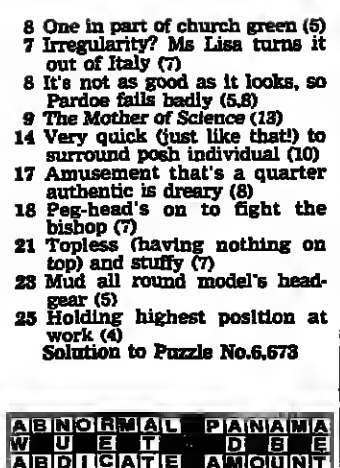 8 One in part of church green (5)
7 Irregularity? Ms Lisa turns it
out of Italy (7)
8 It's not as good as it looks, so
Pardoe fails badly (5,8)
9 The Mother of Science (13)
14 Very quick (just like that!) to
surround posh individual (10)
17 Amusement that's a quarter
authentic is dreary (8)
18 Peg-head's on to fight the
bishop (7)
21 Topless (having nothing on
top) and stuffy (7)
23 Mud all round model's head-
gear (5)
25 Holding highest position at
work (4)
Solution to Puzzle No.6,673
ABNORMAL PANAMA
W U E T D S E
ABDICATE AMOUNT